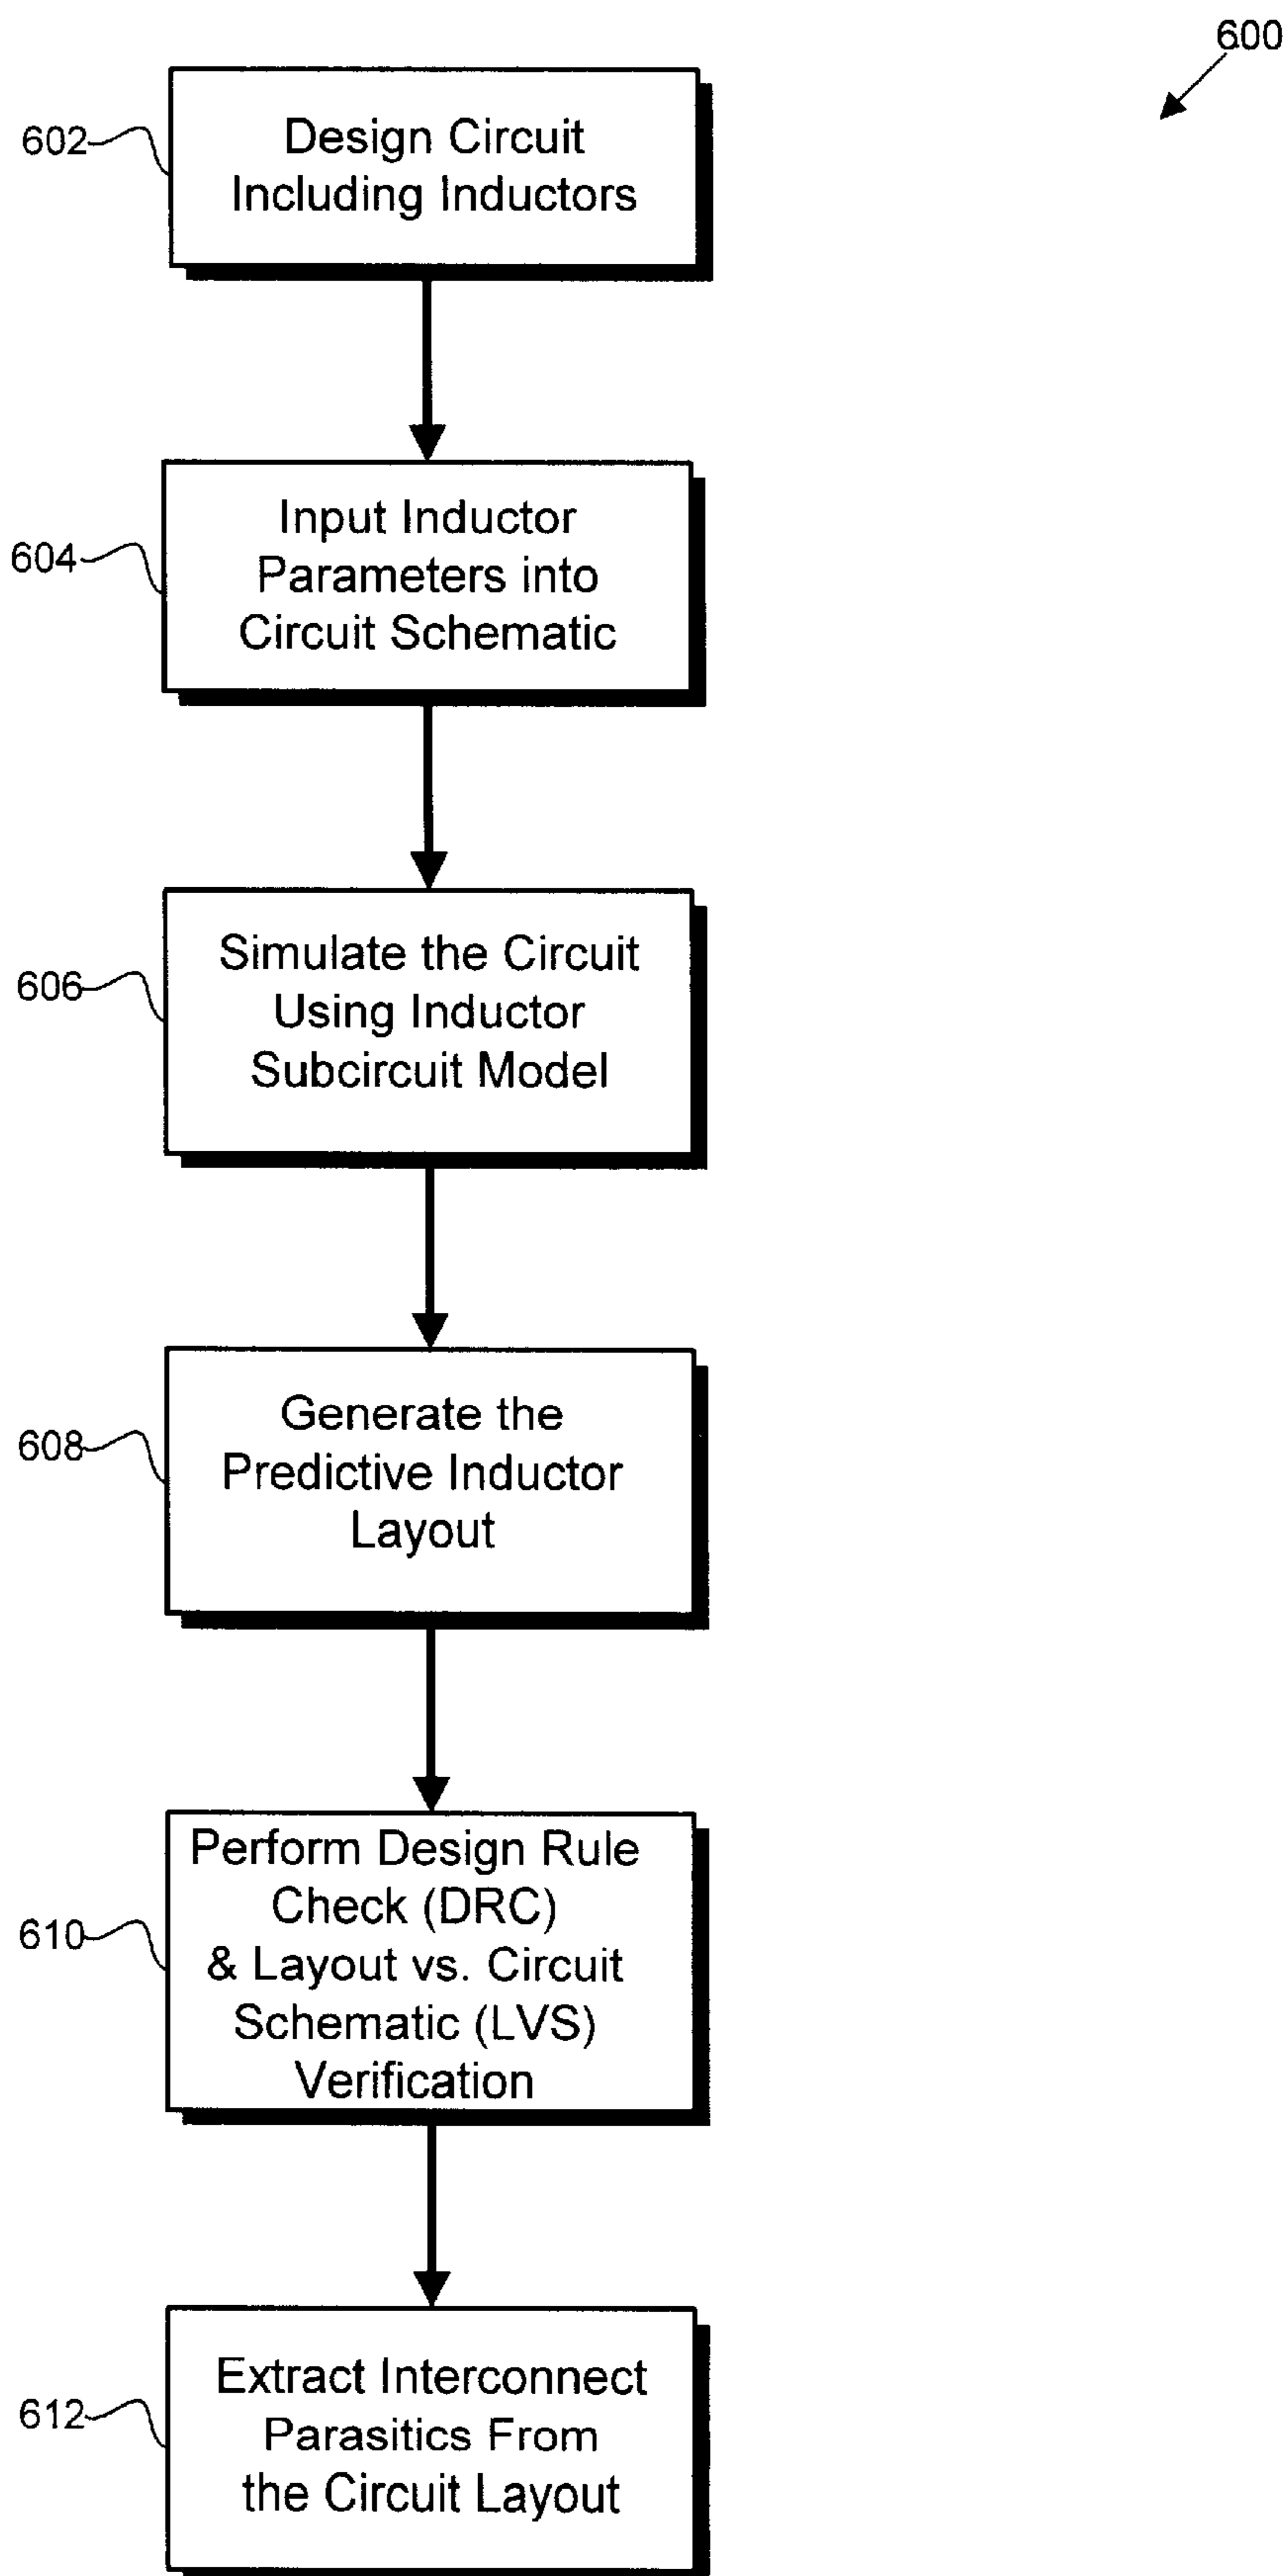 600
602
Design Circuit
Including Inductors
604
Input Inductor
Parameters into
Circuit Schematic
606
Simulate the Circuit
Using Inductor
Subcircuit Model
608
Generate the
Predictive Inductor
Layout
610
Perform Design Rule
Check (DRC)
& Layout vs. Circuit
Schematic (LVS)
Verification
612
Extract Interconnect
Parasitics From
the Circuit Layout